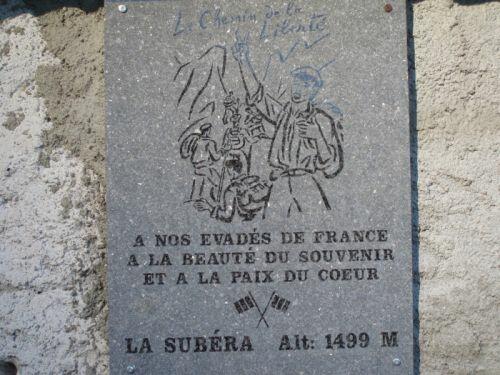 Le Chemin de la
Liberté
A NOS EVADÉS DE FRANCE
A LA BEAUTÉ DU SOUVENIR
ET A LA PAIX DU COEUR
LA SUBÉRA Alt: 1499 M